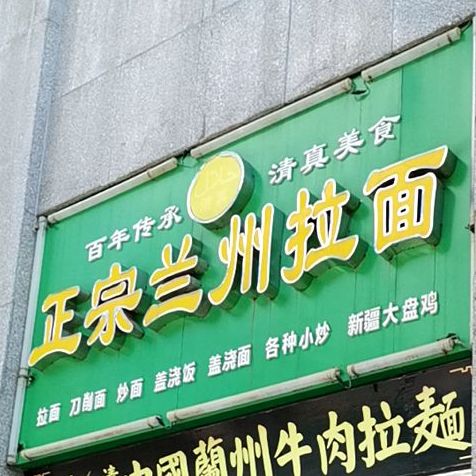 百年传承 清真美食
正宗兰州拉面
拉面 刀削面 炒面 盖浇饭 盖浇面 各种小炒 新疆大盘鸡
中國蘭州牛肉拉麵